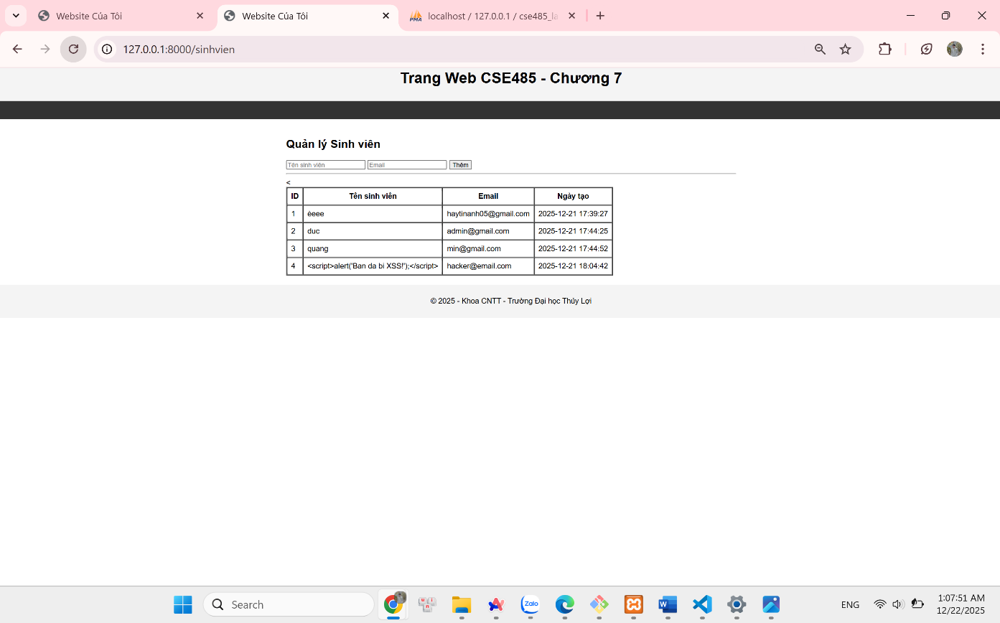 Website Của Tôi
Website Của Tôi
localhost / 127.0.0.1 / cse485_la
127.0.0.1:8000/sinhvien
Trang Web CSE485 - Chương 7
Quản lý Sinh viên
Tên sinh viên Email Thêm
<
ID Tên sinh viên Email Ngày tạo
1 èeee haytinanh05@gmail.com 2025-12-21 17:39:27
2 duc admin@gmail.com 2025-12-21 17:44:25
3 quang min@gmail.com 2025-12-21 17:44:52
4 <script>alert('Ban da bi XSS!');</script> hacker@email.com 2025-12-21 18:04:42
© 2025 - Khoa CNTT - Trường Đại học Thủy Lợi
Search
Zalo
ENG
1:07:51 AM
12/22/2025